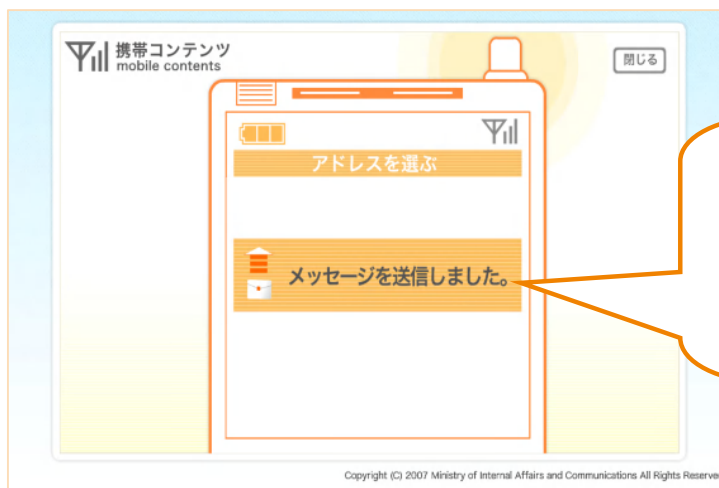 携帯コンテンツ
mobile contents
閉じる
アドレスを選ぶ
メッセージを送信しました。
Copyright (C) 2007 Ministry of Internal Affairs and Communications All Rights Reserve